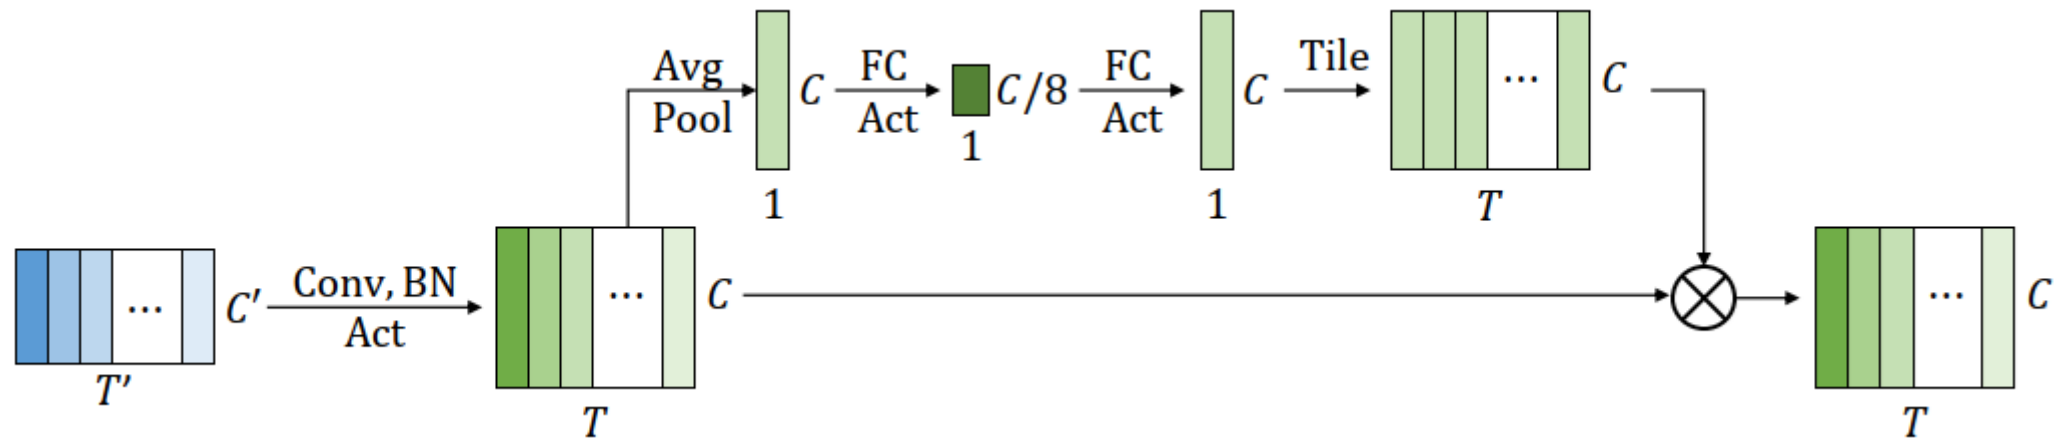 Avg
Pool
C
FC
Act
C/8
1
FC
Act
C
Tile
...
C
1
1
T
...
C′
T′
Conv, BN
Act
...
C
T
...
C
T